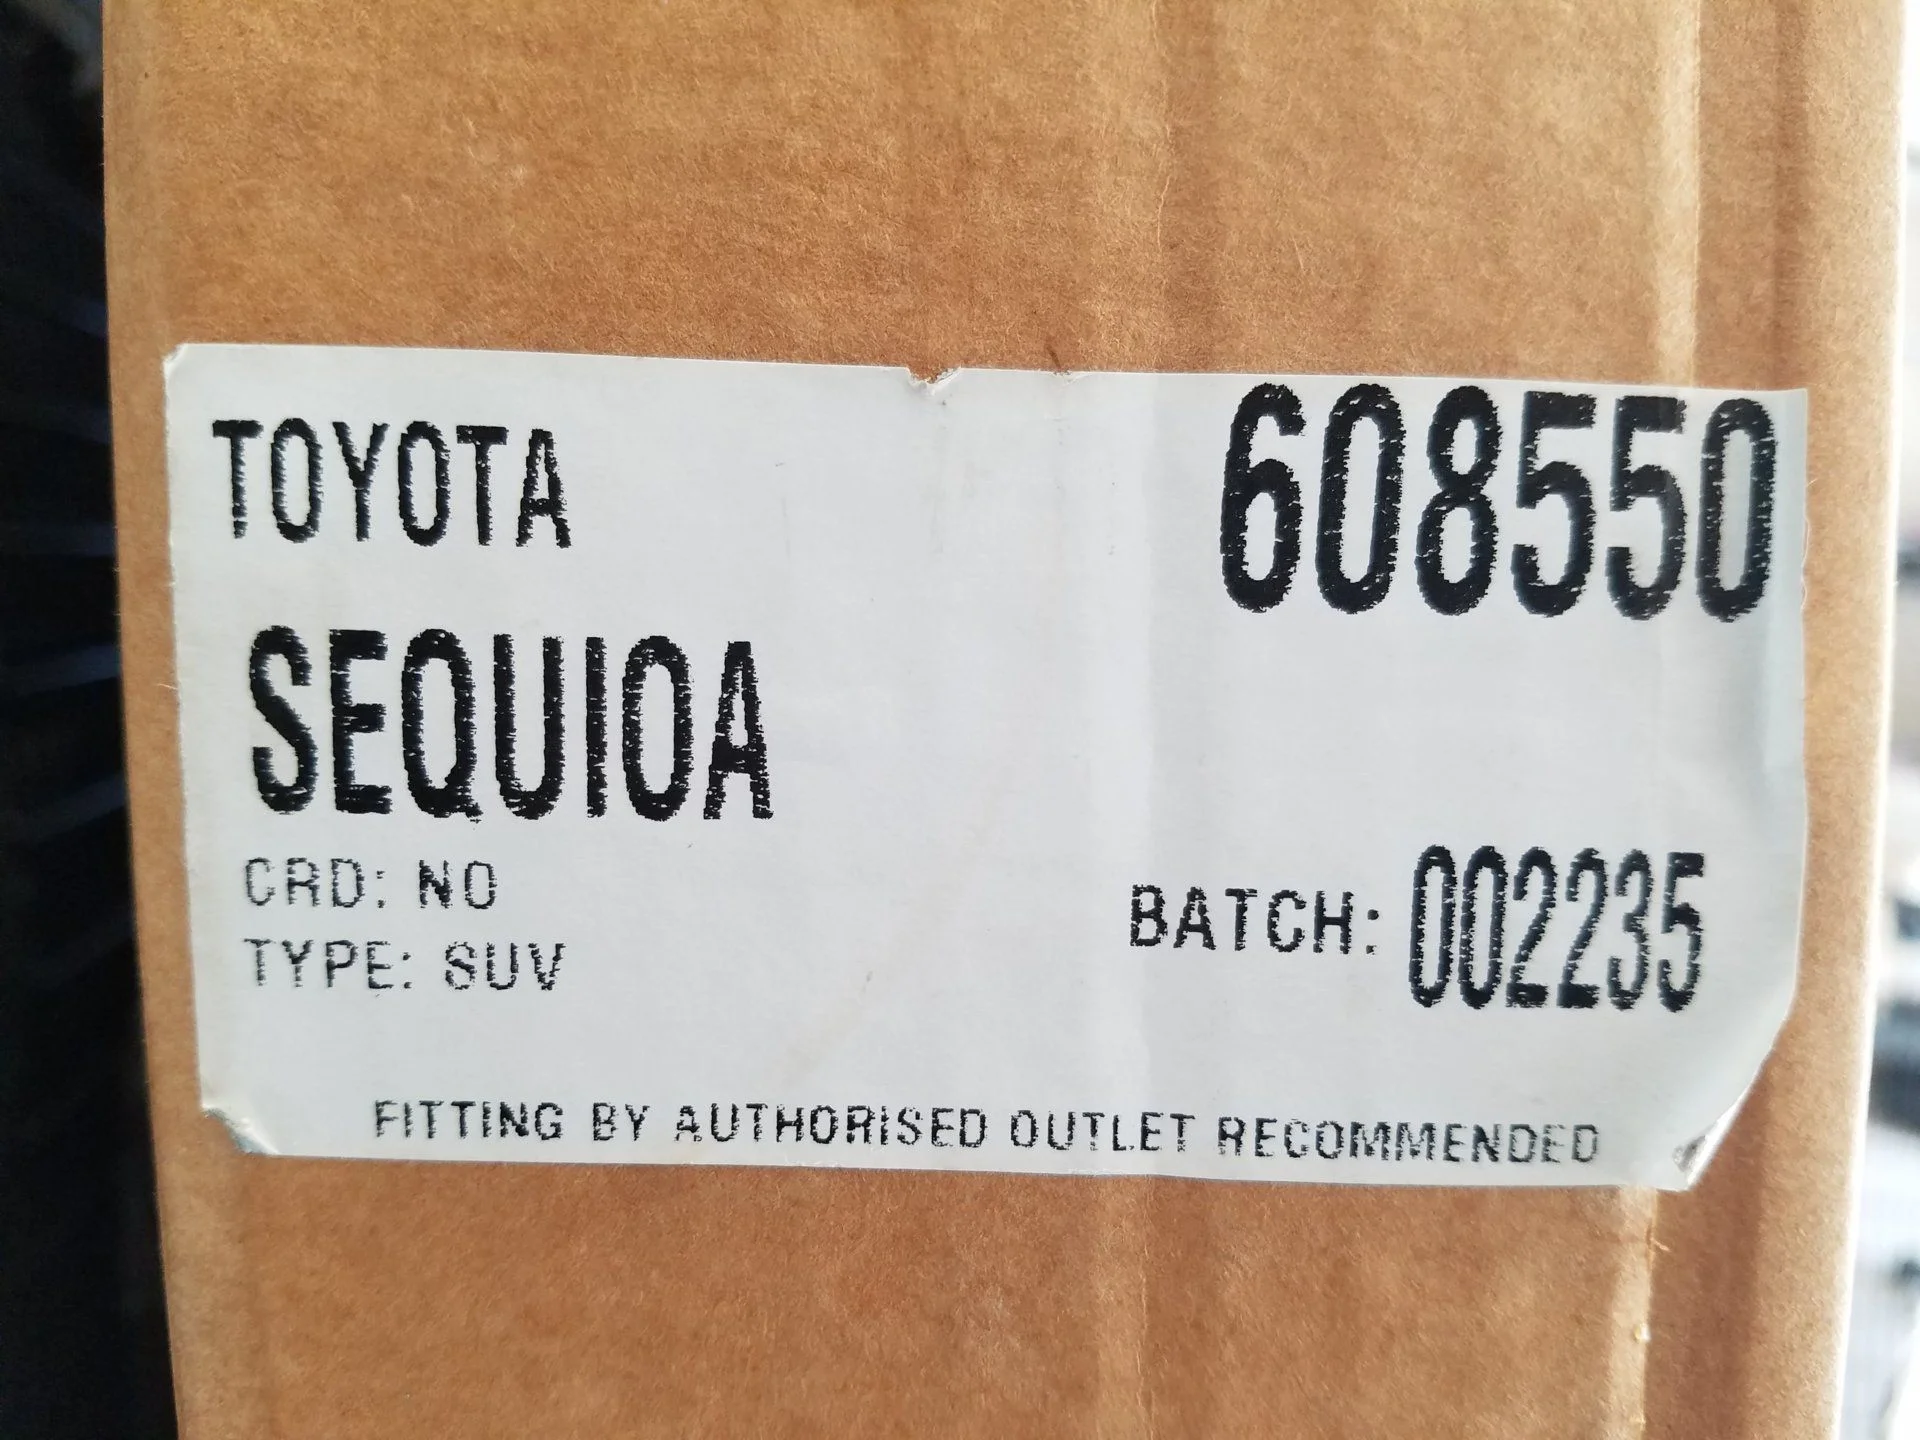 TOYOTA 608550
SEQUIOA
CRD: NO
BATCH: 002235
TYPE: SUV
FITTING BY AUTHORISED OUTLET RECOMMENDED